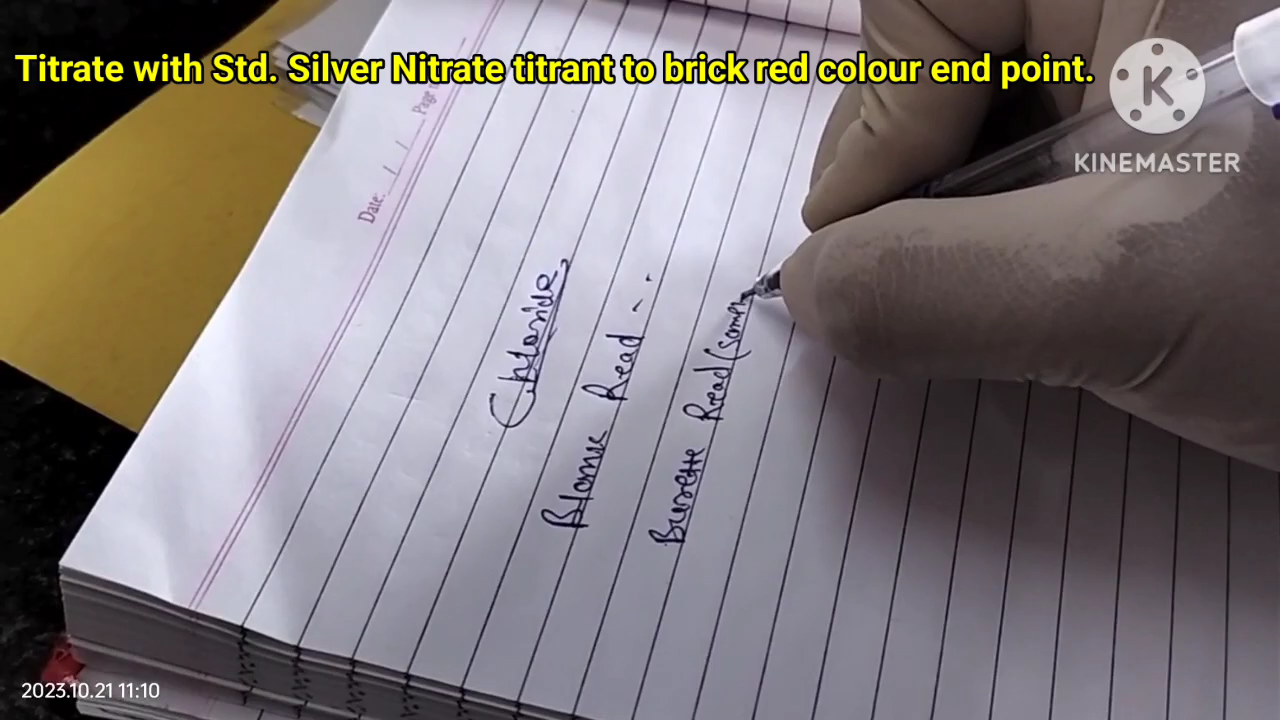 Titrate with Std. Silver Nitrate titrant to brick red colour end point.
K
KINEMASTER
Date: / / Page
Chloride,
Blank Read - .
Burette Read (Sampl
2023.10.21 11:10